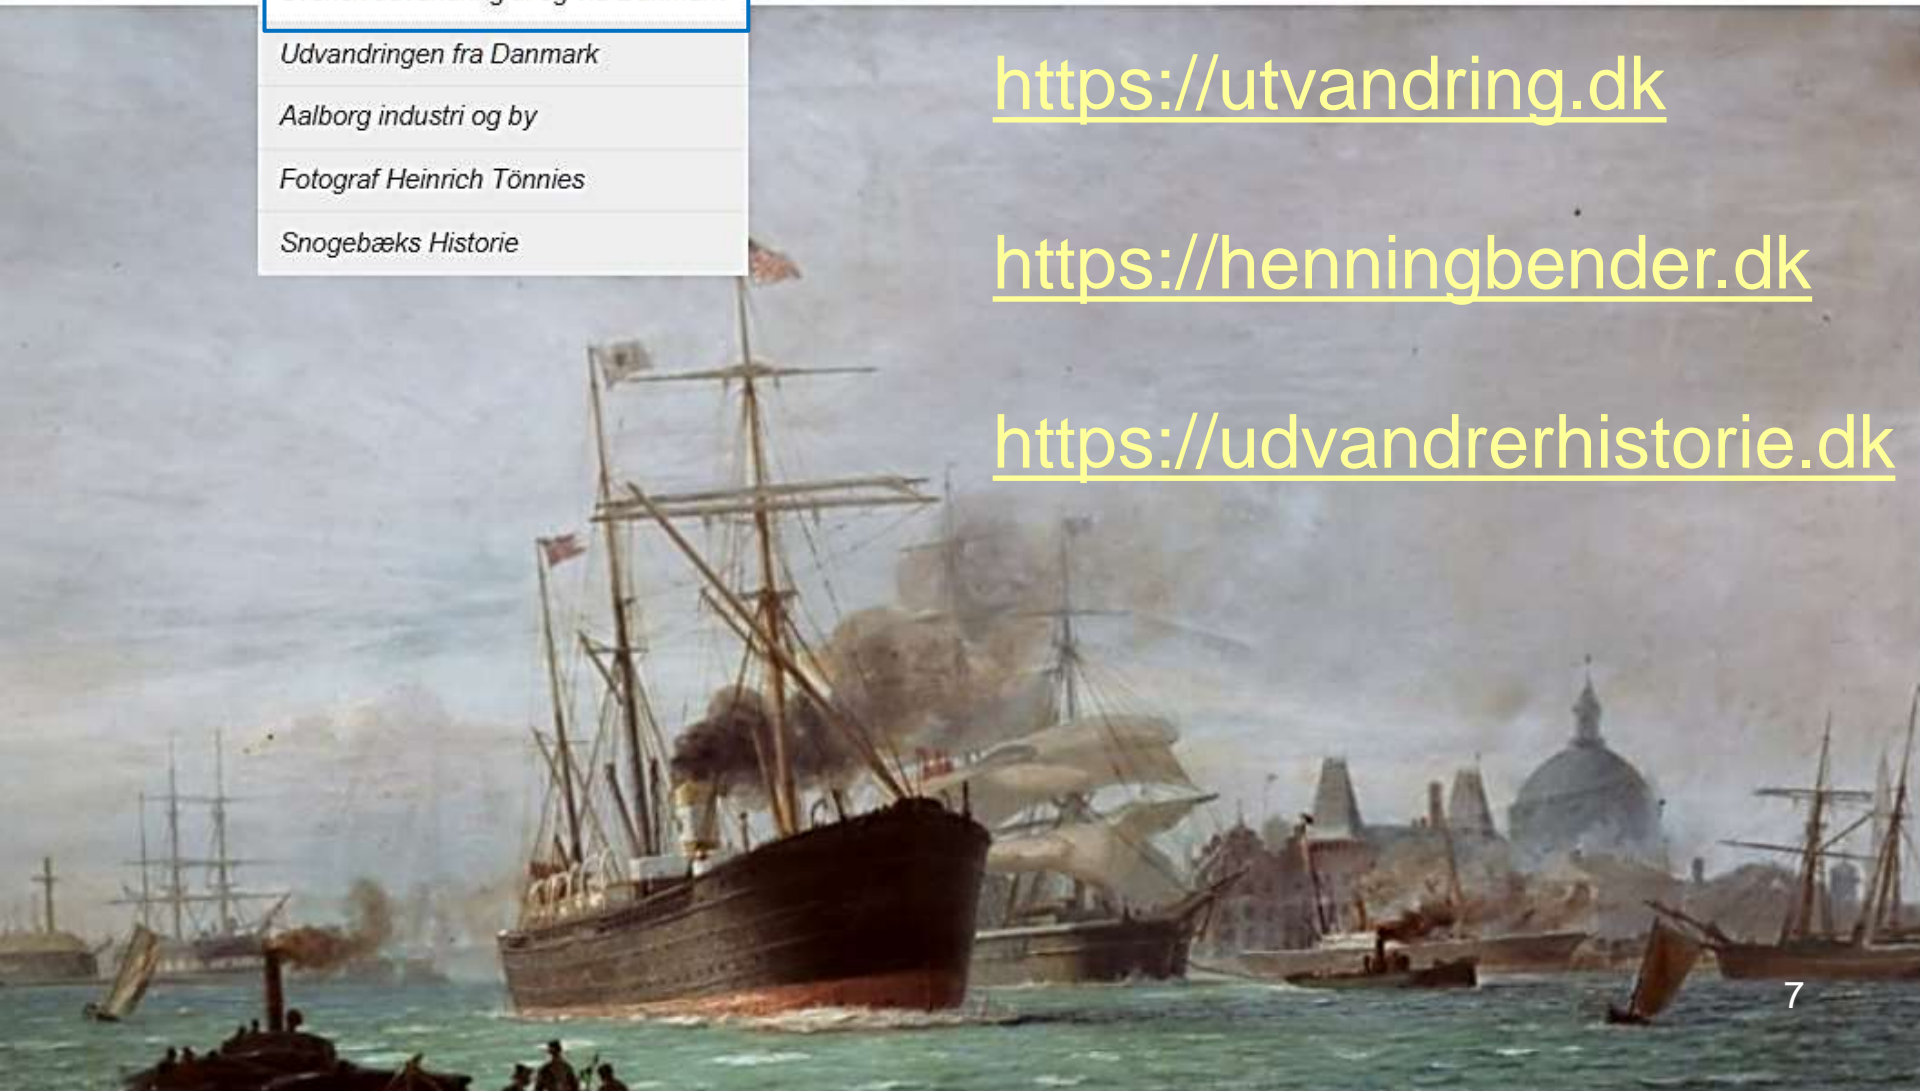 Udvandringen fra Danmark
Aalborg industri og by
Fotograf Heinrich Tönnies
Snogebæks Historie
https://utvandring.dk
https://henningbender.dk
https://udvandrerhistorie.dk
7